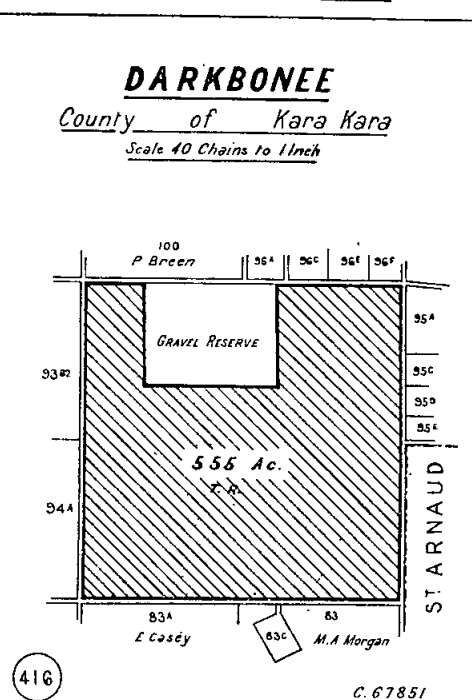 DARKBONEE
County of Kara Kara
Scale 40 Chains to 1 Inch
100
P Breen
96A
96C
96E
96F
95A
GRAVEL RESERVE
93B2
95C
95D
95E
555 Ac.
T. R.
94A
ST ARNAUD
83A
83
E Casey
83C
M.A Morgan
416
C.67851